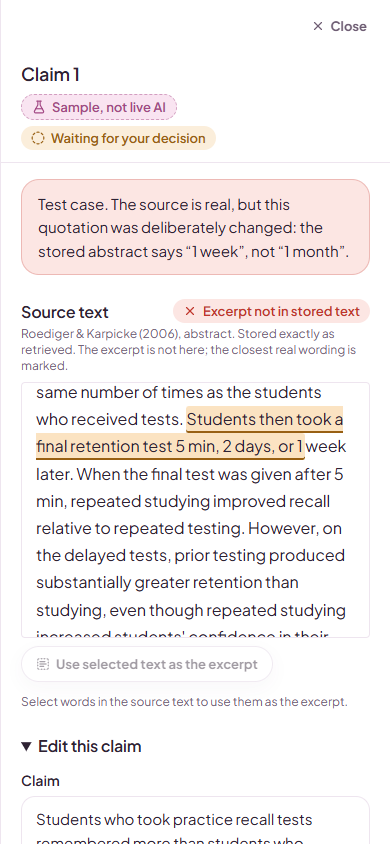 Close
Claim 1
Sample, not live AI
Waiting for your decision
Test case. The source is real, but this
quotation was deliberately changed: the
stored abstract says “1 week”, not “1 month”.
Source text
Excerpt not in stored text
Roediger & Karpicke (2006), abstract. Stored exactly as
retrieved. The excerpt is not here; the closest real wording is
marked.
same number of times as the students
who received tests. Students then took a
final retention test 5 min, 2 days, or 1 week
later. When the final test was given after 5
min, repeated studying improved recall
relative to repeated testing. However, on
the delayed tests, prior testing produced
substantially greater retention than
studying, even though repeated studying
increased students' confidence in their
Use selected text as the excerpt
Select words in the source text to use them as the excerpt.
Edit this claim
Claim
Students who took practice recall tests
remembered more than students who